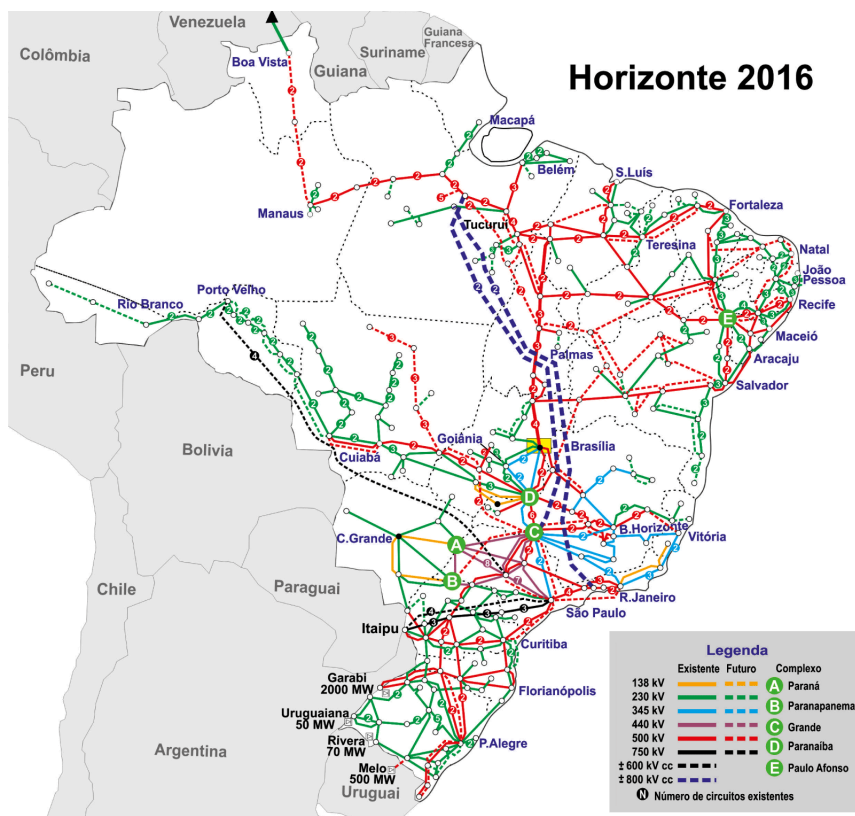 Venezuela
Colômbia
Boa Vista
Guiana
Suriname
Guiana
Francesa
Horizonte 2016
Macapá
Belém
S.Luís
Manaus
Fortaleza
Tucuruí
Teresina
Natal
João
Pessoa
Recife
Rio Branco
Porto Velho
E
Maceió
Aracaju
Palmas
Salvador
Peru
Bolivia
Cuiabá
Goiânia
Brasília
D
C
B.Horizonte
Vitória
C.Grande
A
B
Chile
Paraguai
R.Janeiro
São Paulo
Itaipu
Curitiba
Garabi
2000 MW
Florianópolis
Uruguaiana
50 MW
Rivera
70 MW
P.Alegre
Melo
500 MW
Argentina
Uruguai
Legenda
Existente Futuro Complexo
138 kV A Paraná
230 kV B Paranapanema
345 kV C Grande
440 kV D Paranaiba
500 kV E Paulo Afonso
750 kV
± 600 kV cc
± 800 kV cc
N Número de circuitos existentes